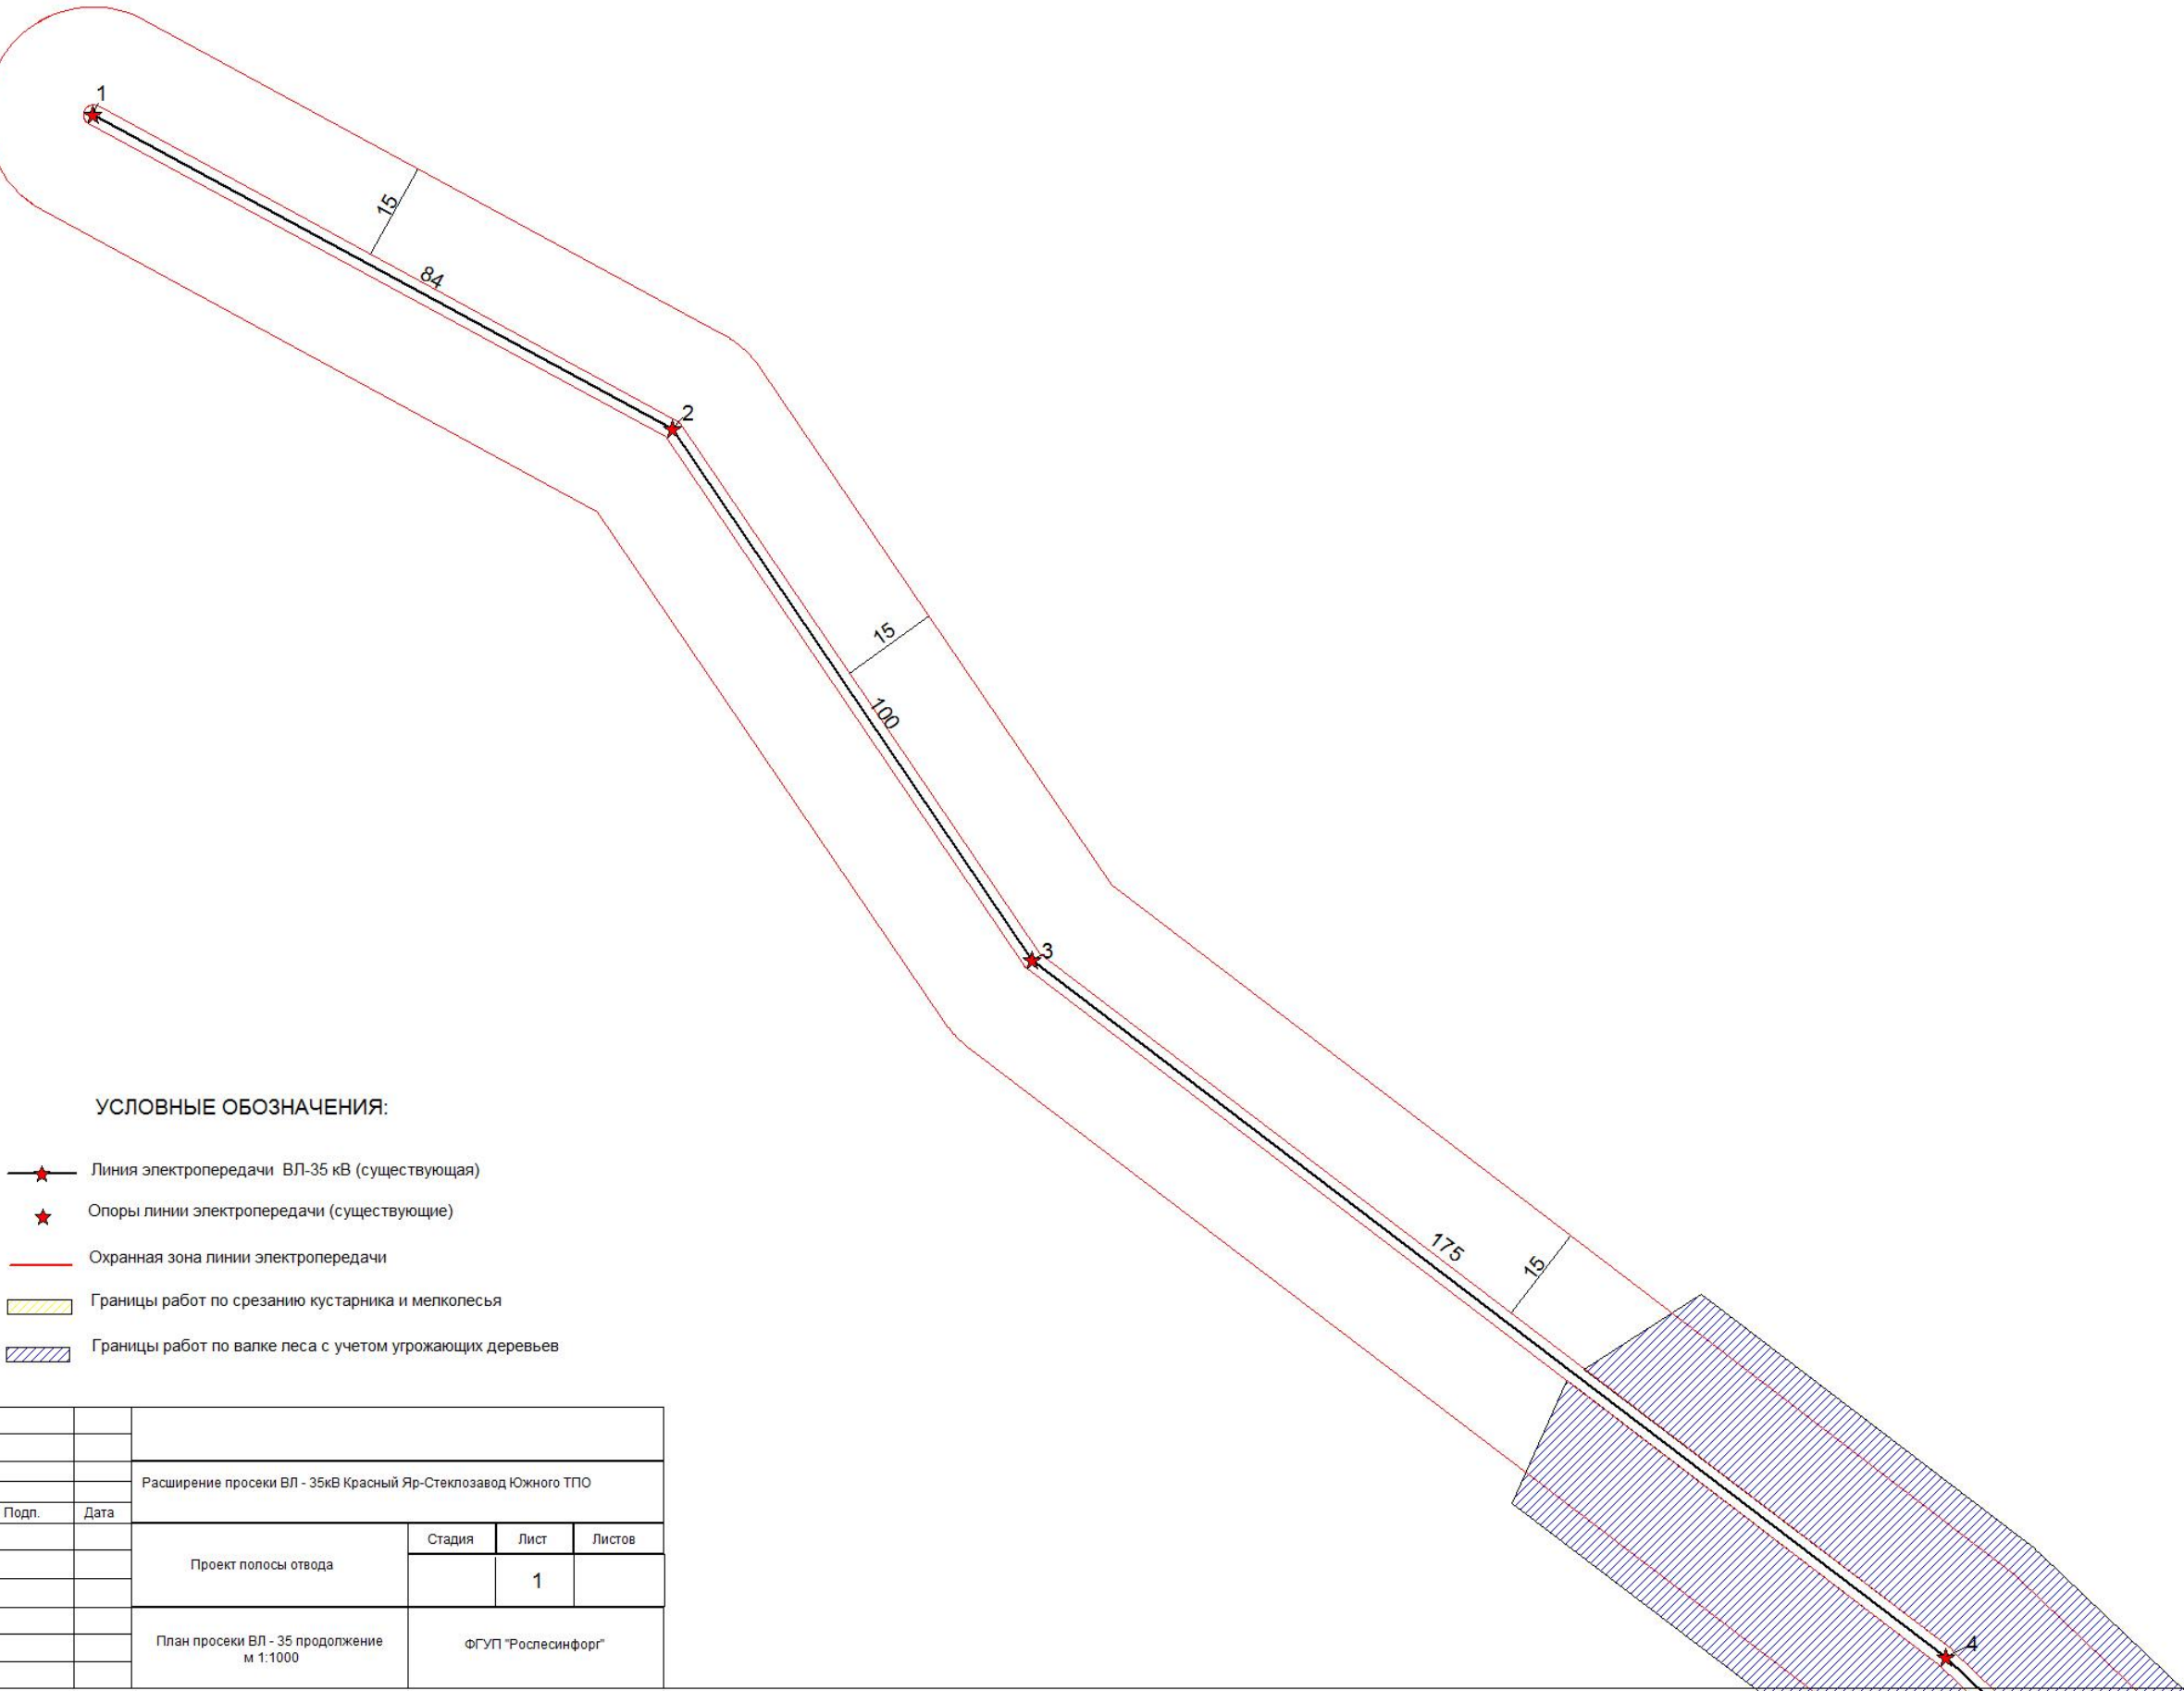 1
15
84
2
15
100
3
175
15
4
УСЛОВНЫЕ ОБОЗНАЧЕНИЯ:
Линия электропередачи ВЛ-35 кВ (существующая)
Опоры линии электропередачи (существующие)
Охранная зона линии электропередачи
Границы работ по срезанию кустарника и мелколесья
Границы работ по валке леса с учетом угрожающих деревьев
Расширение просеки ВЛ - 35кВ Красный Яр-Стеклозавод Южного ТПО
Подп.
Дата
Проект полосы отвода
Стадия
Лист
Листов
1
План просеки ВЛ - 35 продолжение
м 1:1000
ФГУП "Рослесинфорг"